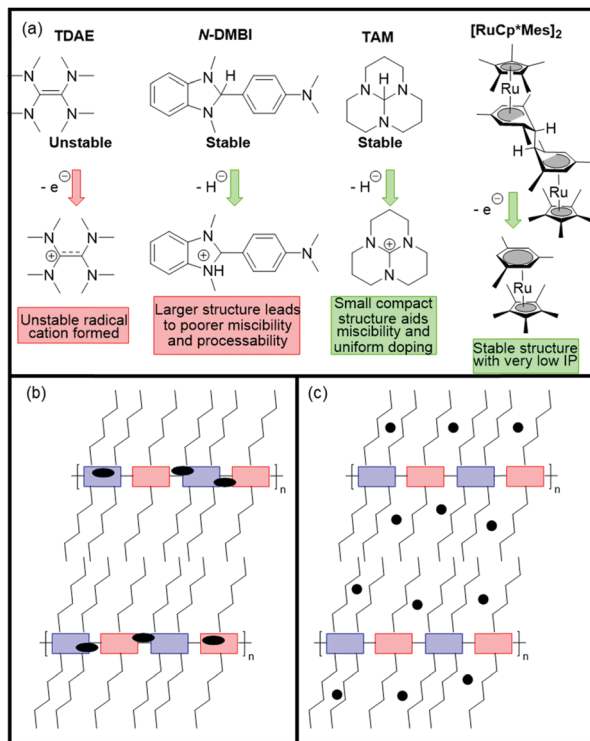 (a)
TDAE
N-DMBI
TAM
[RuCp*Mes]2
N
N
N
N
N
N
H
N
H
N
N
N
Ru
H
H
Ru
Unstable
Stable
Stable
- e⊖
- H⊖
- H⊖
- e⊖
N
N
N
N
⊕
N
⊕
NH
N
N
N
N
⊕
Ru
Unstable radical
cation formed
Larger structure leads
to poorer miscibility
and processability
Small compact
structure aids
miscibility and
uniform doping
Stable structure
with very low IP
(b)
n
n
(c)
n
n